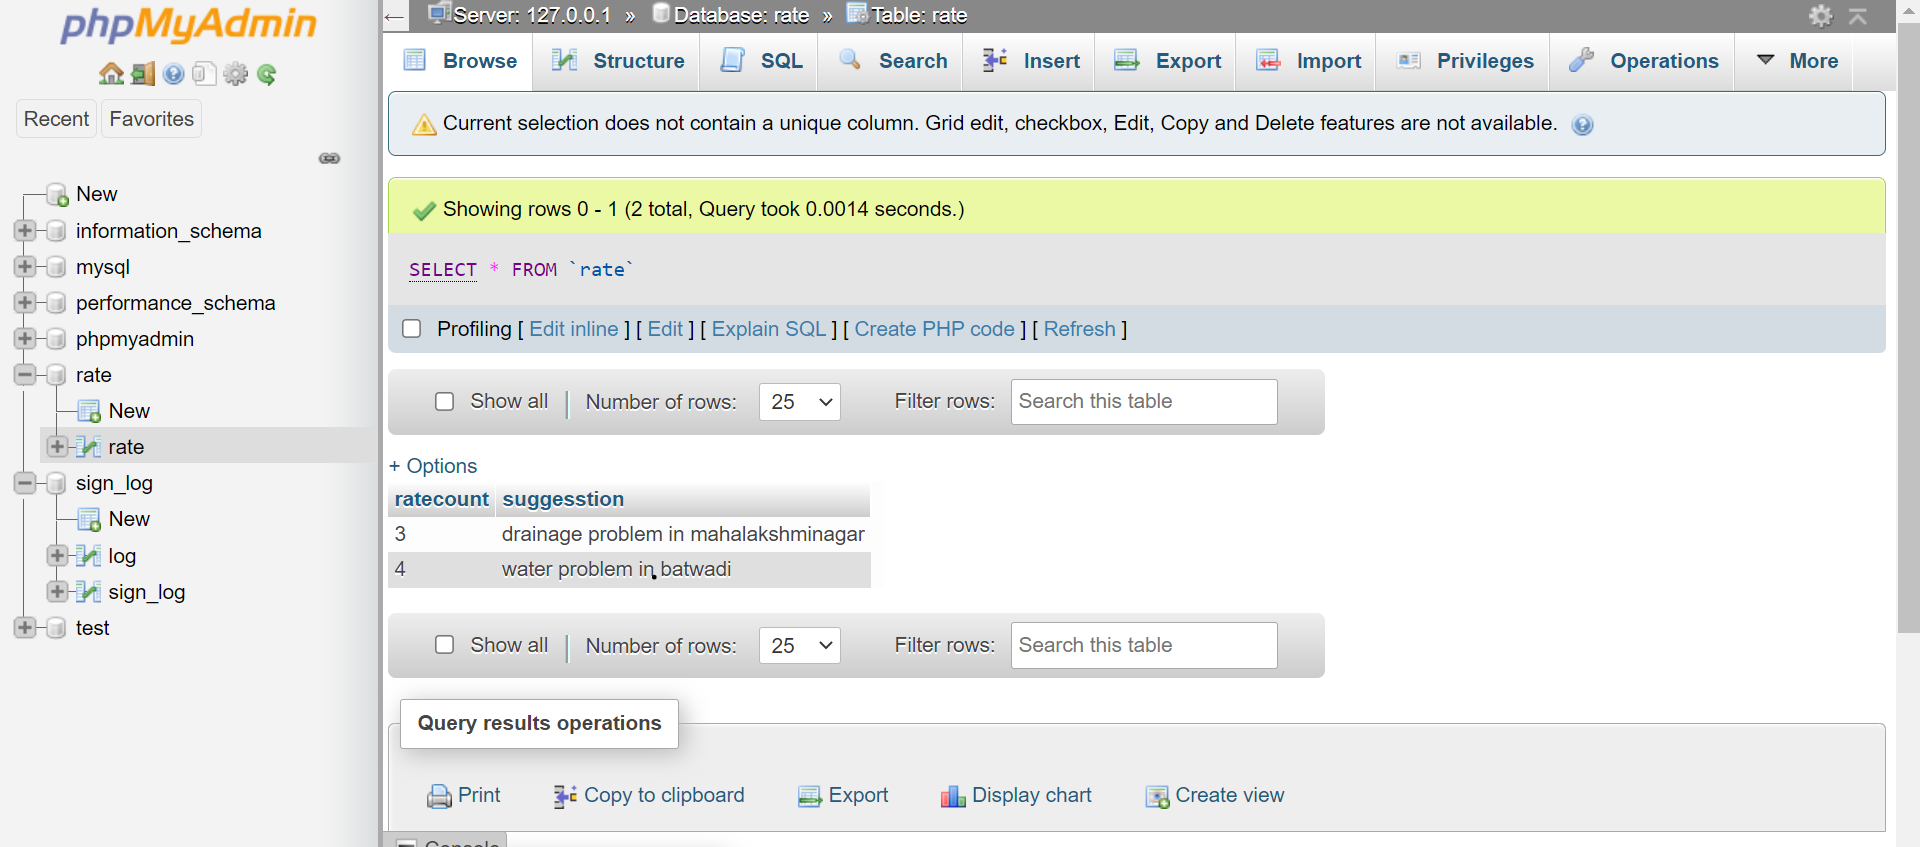 phpMyAdmin
Recent
Favorites
New
information_schema
mysql
performance_schema
phpmyadmin
rate
New
rate
sign_log
New
log
sign_log
test
Server: 127.0.0.1 » Database: rate » Table: rate
Browse Structure SQL Search Insert Export Import Privileges Operations More
Current selection does not contain a unique column. Grid edit, checkbox, Edit, Copy and Delete features are not available.
Showing rows 0 - 1 (2 total, Query took 0.0014 seconds.)
SELECT * FROM `rate`
Profiling [ Edit inline ] [ Edit ] [ Explain SQL ] [ Create PHP code ] [ Refresh ]
Show all Number of rows: 25 Filter rows: Search this table
+ Options
ratecount suggesstion
3 drainage problem in mahalakshminagar
4 water problem in batwadi
Show all Number of rows: 25 Filter rows: Search this table
Query results operations
Print Copy to clipboard Export Display chart Create view
Console